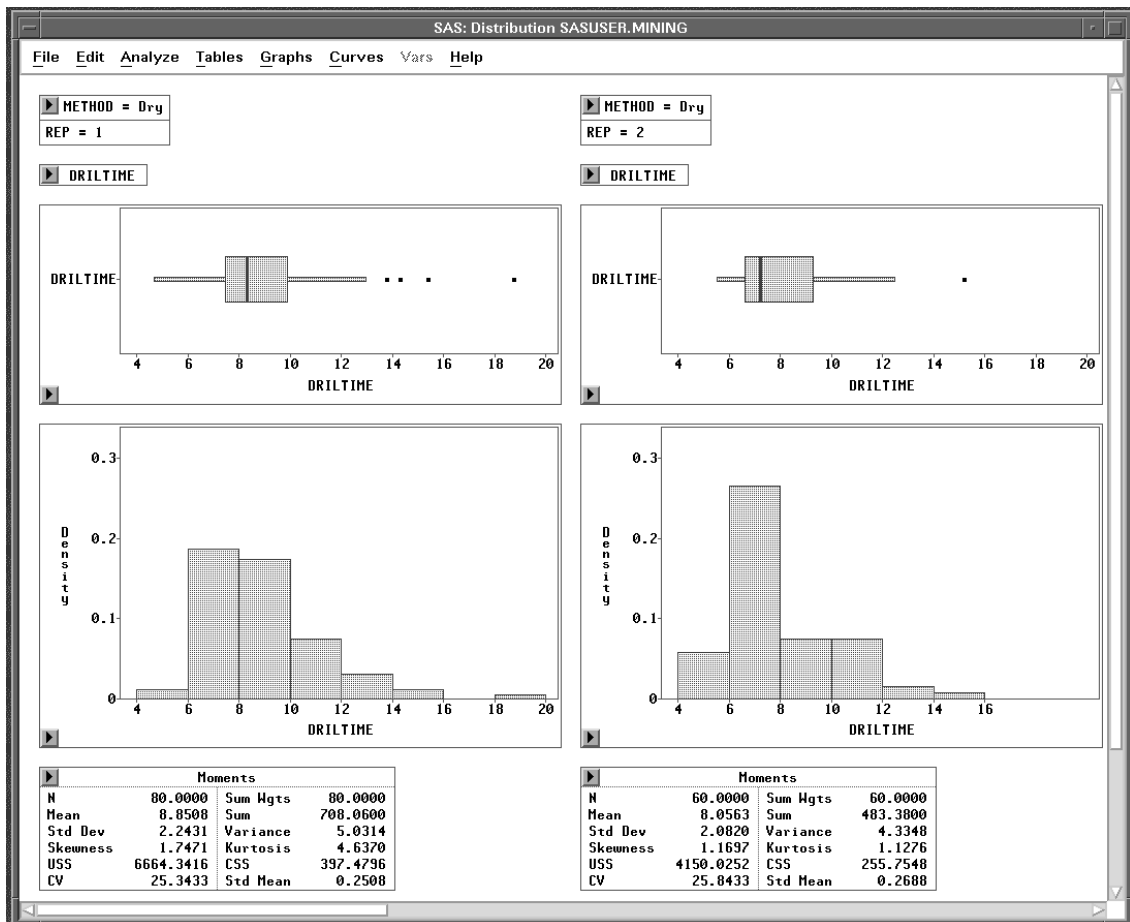 SAS: Distribution SASUSER.MINING
File Edit Analyze Tables Graphs Curves Vars Help
METHOD = Dry
REP = 1
DRILTIME
DRILTIME
4 6 8 10 12 14 16 18 20
DRILTIME
Density
0.3
0.2
0.1
0
4 6 8 10 12 14 16 18 20
DRILTIME
Moments
N 80.0000 Sum Wgts 80.0000
Mean 8.8508 Sum 708.0600
Std Dev 2.2431 Variance 5.0314
Skewness 1.7471 Kurtosis 4.6370
USS 6664.3416 CSS 397.4796
CV 25.3433 Std Mean 0.2508
METHOD = Dry
REP = 2
DRILTIME
DRILTIME
4 6 8 10 12 14 16 18 20
DRILTIME
Density
0.3
0.2
0.1
0
4 6 8 10 12 14 16
DRILTIME
Moments
N 60.0000 Sum Wgts 60.0000
Mean 8.0563 Sum 483.3800
Std Dev 2.0820 Variance 4.3348
Skewness 1.1697 Kurtosis 1.1276
USS 4150.0252 CSS 255.7548
CV 25.8433 Std Mean 0.2688